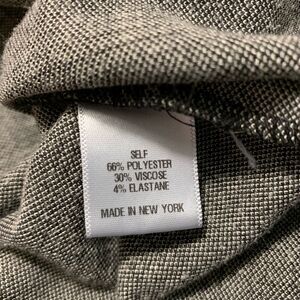 SELF
66% POLYESTER
30% VISCOSE
4% ELASTANE
MADE IN NEW YORK